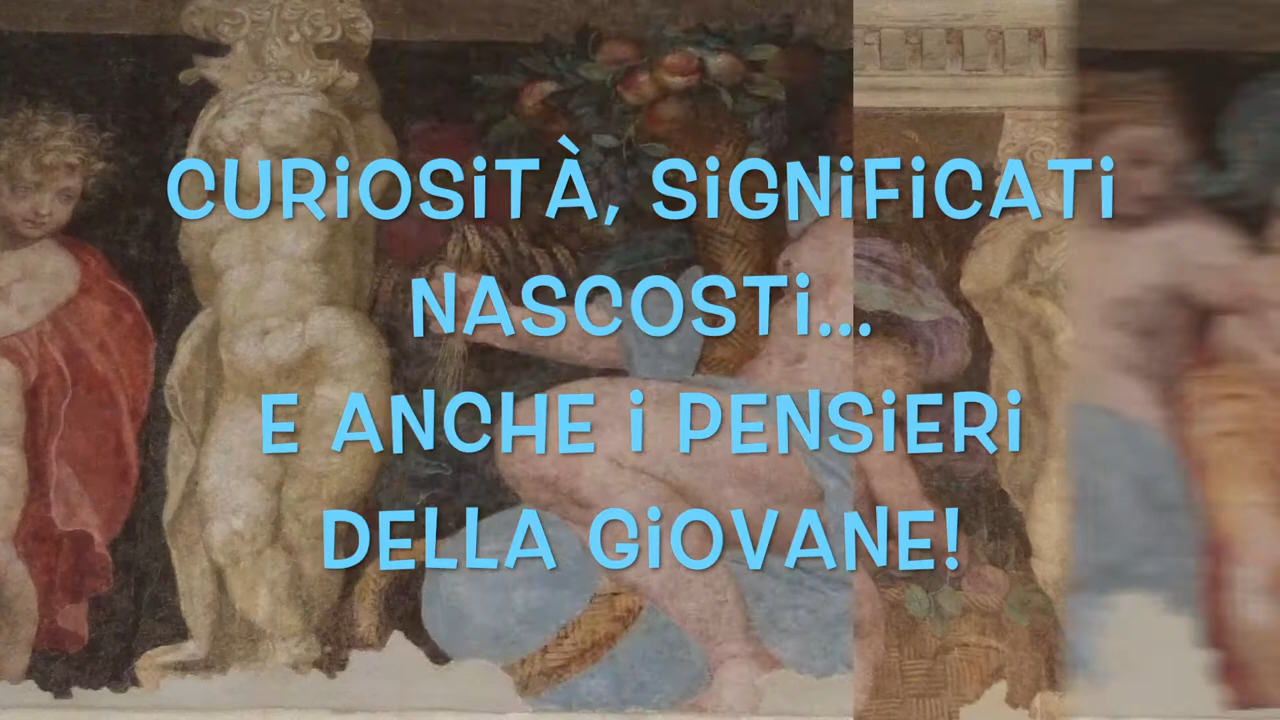 CURiOSiTÀ, SiGNiFiCATi
NASCOSTi...
E ANCHE i PENSiERi
DELLA GiOVANE!